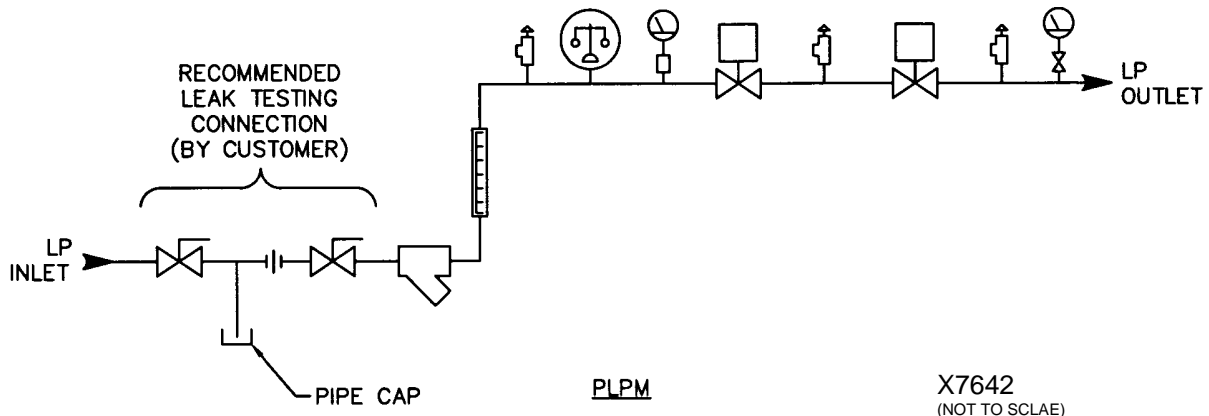 RECOMMENDED
LEAK TESTING
CONNECTION
(BY CUSTOMER)
LP
OUTLET
LP
INLET
PIPE CAP
PLPM
X7642
(NOT TO SCLAE)